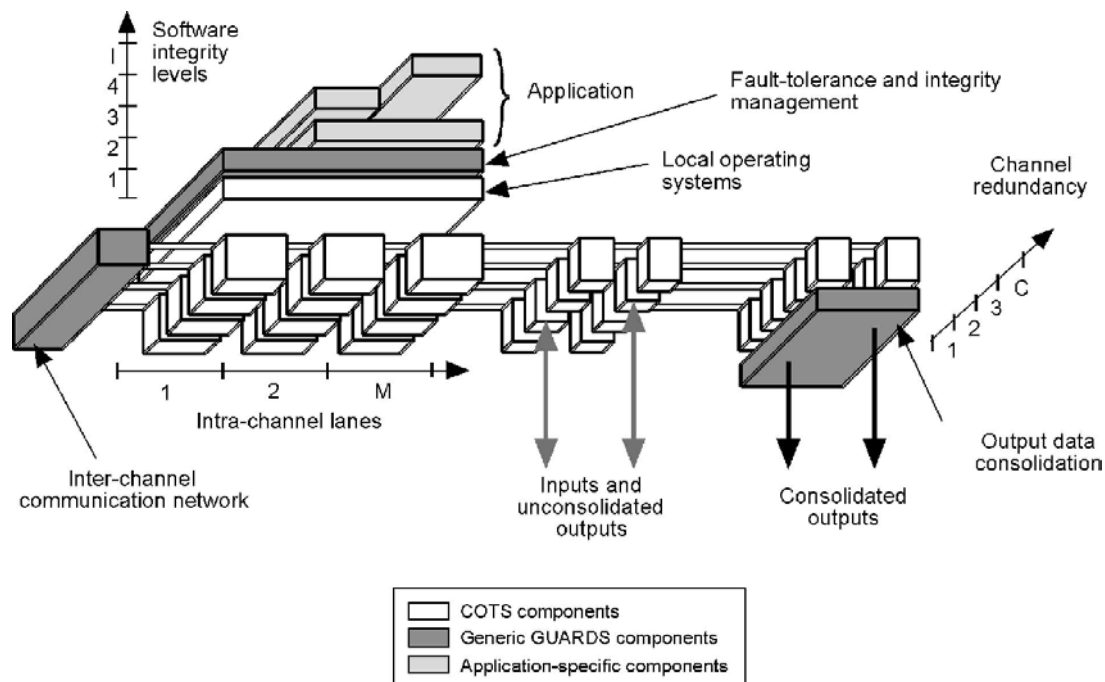 Software
integrity
levels
I
4
3
2
1
Application
Fault-tolerance and integrity
management
Local operating
systems
Channel
redundancy
C
3
2
1
1
2
M
Intra-channel lanes
Inter-channel
communication network
Inputs and
unconsolidated
outputs
Consolidated
outputs
Output data
consolidation
COTS components
Generic GUARDS components
Application-specific components